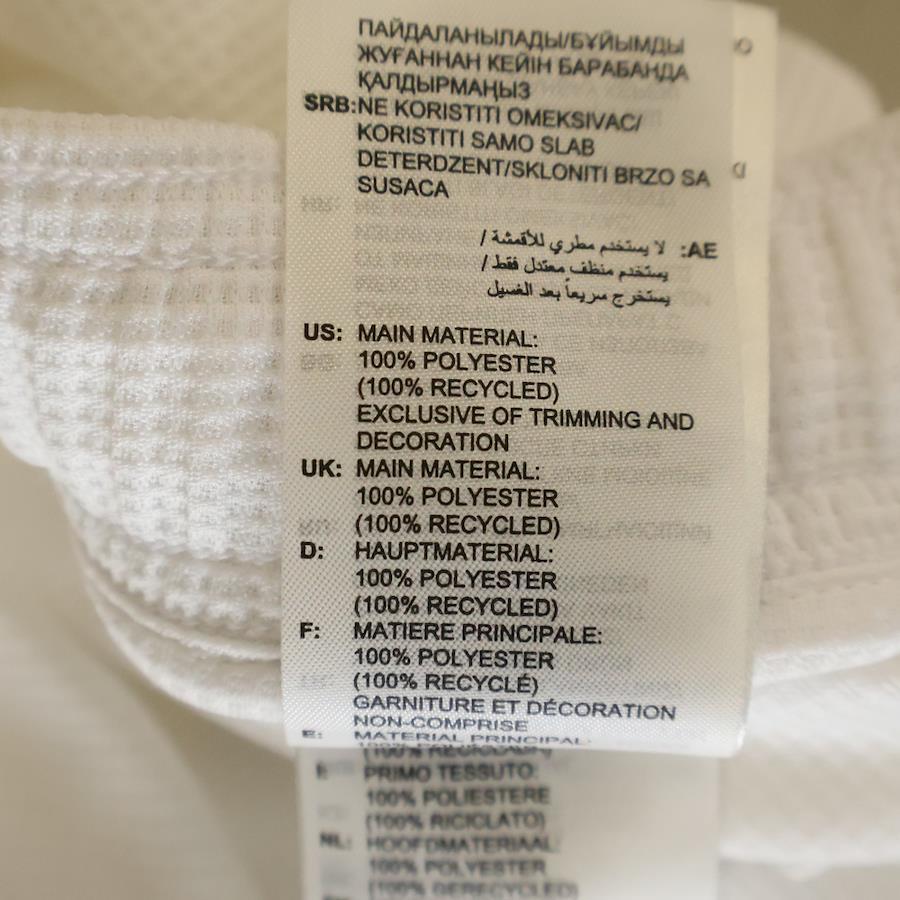 ПАЙДАЛАНЫЛАДЫ/БҰЙЫМДЫ
ЖУҒАННАН КЕЙІН БАРАБАНДА
ҚАЛДЫРМАҢЫЗ
SRB:NE KORISTITI OMEKSIVAC/
KORISTITI SAMO SLAB
DETERDZENT/SKLONITI BRZO SA
SUSACA
AE: لا يستخدم مطري للأقمشة /
يستخدم منظف معتدل فقط /
يستخرج سريعاً بعد الغسيل
US: MAIN MATERIAL:
100% POLYESTER
(100% RECYCLED)
EXCLUSIVE OF TRIMMING AND
DECORATION
UK: MAIN MATERIAL:
100% POLYESTER
(100% RECYCLED)
D: HAUPTMATERIAL:
100% POLYESTER
(100% RECYCLED)
F: MATIERE PRINCIPALE:
100% POLYESTER
(100% RECYCLÉ)
GARNITURE ET DÉCORATION
NON-COMPRISE
E: MATERIAL PRINCIPAL:
I: PRIMO TESSUTO:
100% POLIESTERE
(100% RICICLATO)
NL: HOOFDMATERIAAL:
100% POLYESTER
(100% GERECYCLED)